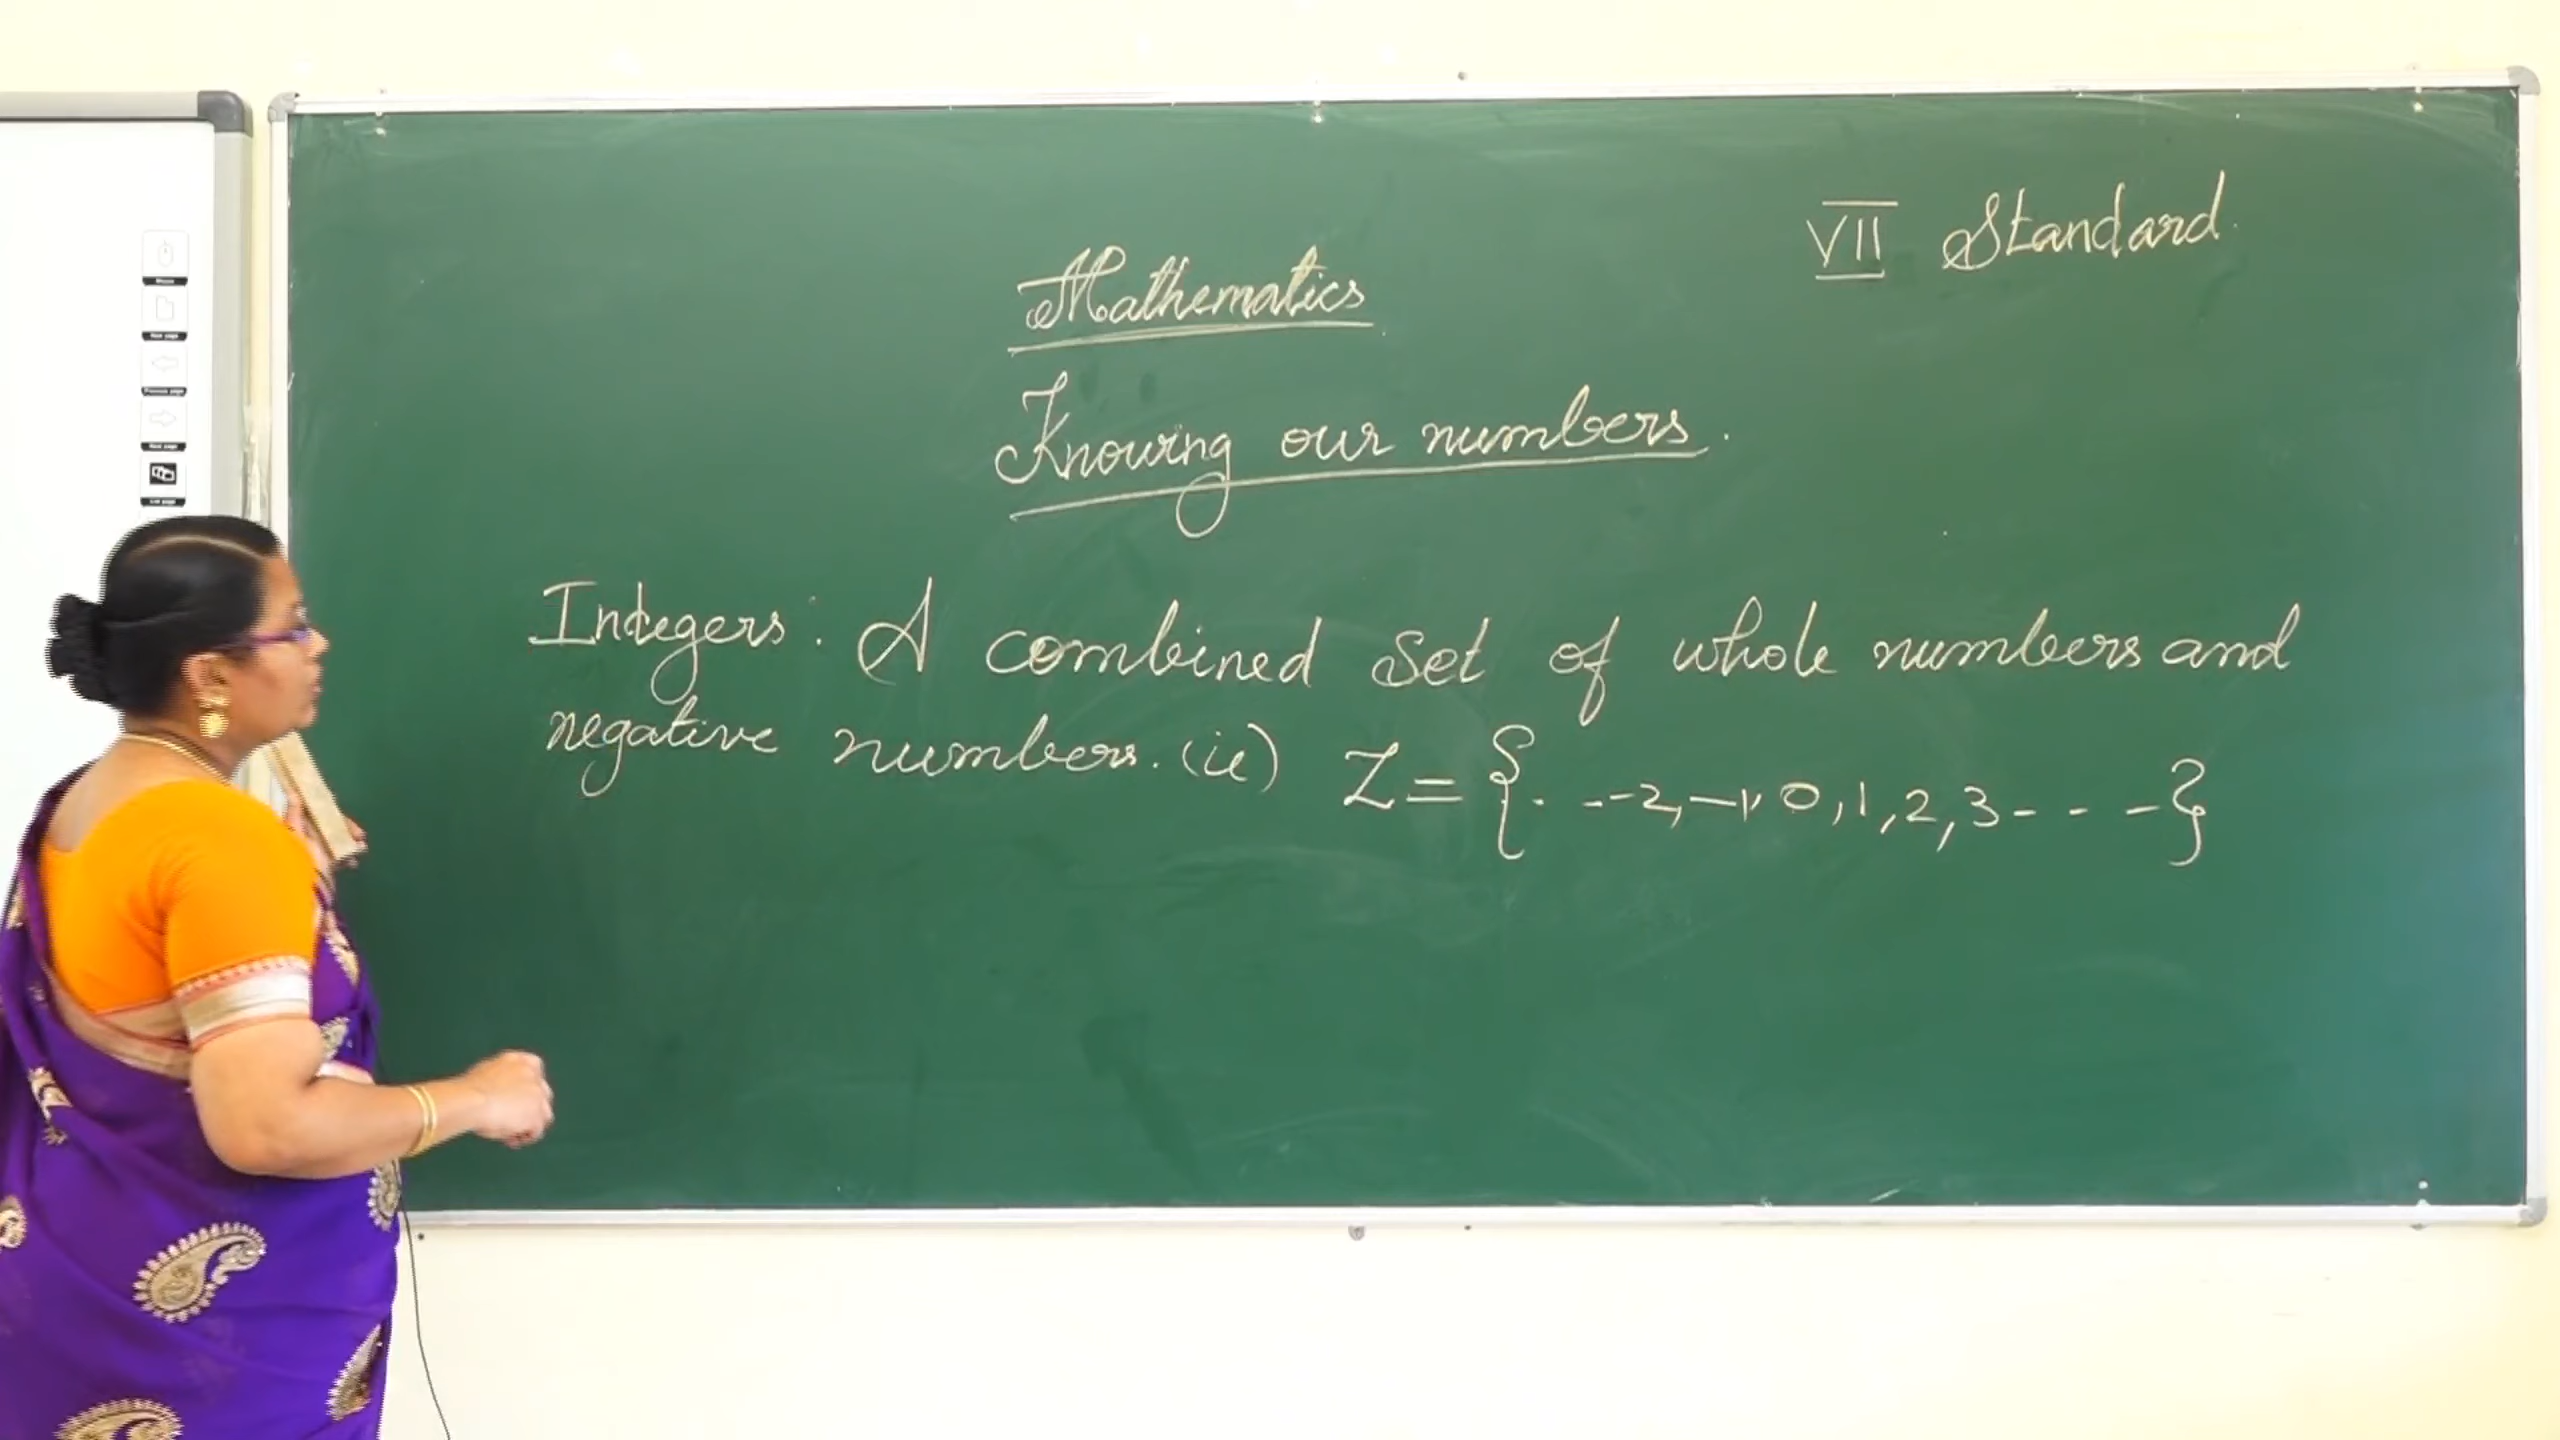 VII Standard.
Mathematics
Knowing our numbers.
Integers: A combined set of whole numbers and
negative numbers. (ie) Z = {. - -2, -1, 0, 1, 2, 3 - - - }